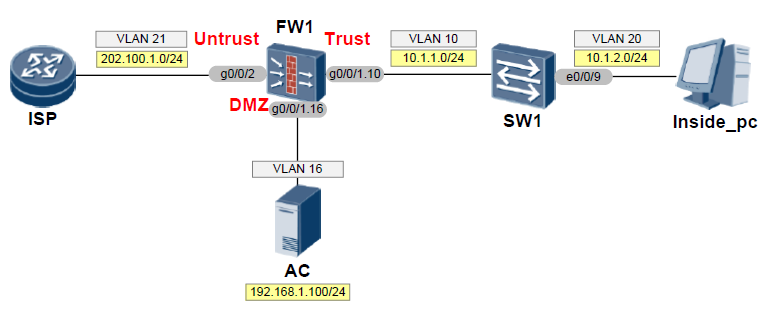 FW1
VLAN 21
Untrust
Trust
VLAN 10
VLAN 20
202.100.1.0/24
10.1.1.0/24
10.1.2.0/24
g0/0/2
g0/0/1.10
e0/0/9
ISP
DMZ
g0/0/1.16
SW1
Inside_pc
VLAN 16
AC
192.168.1.100/24